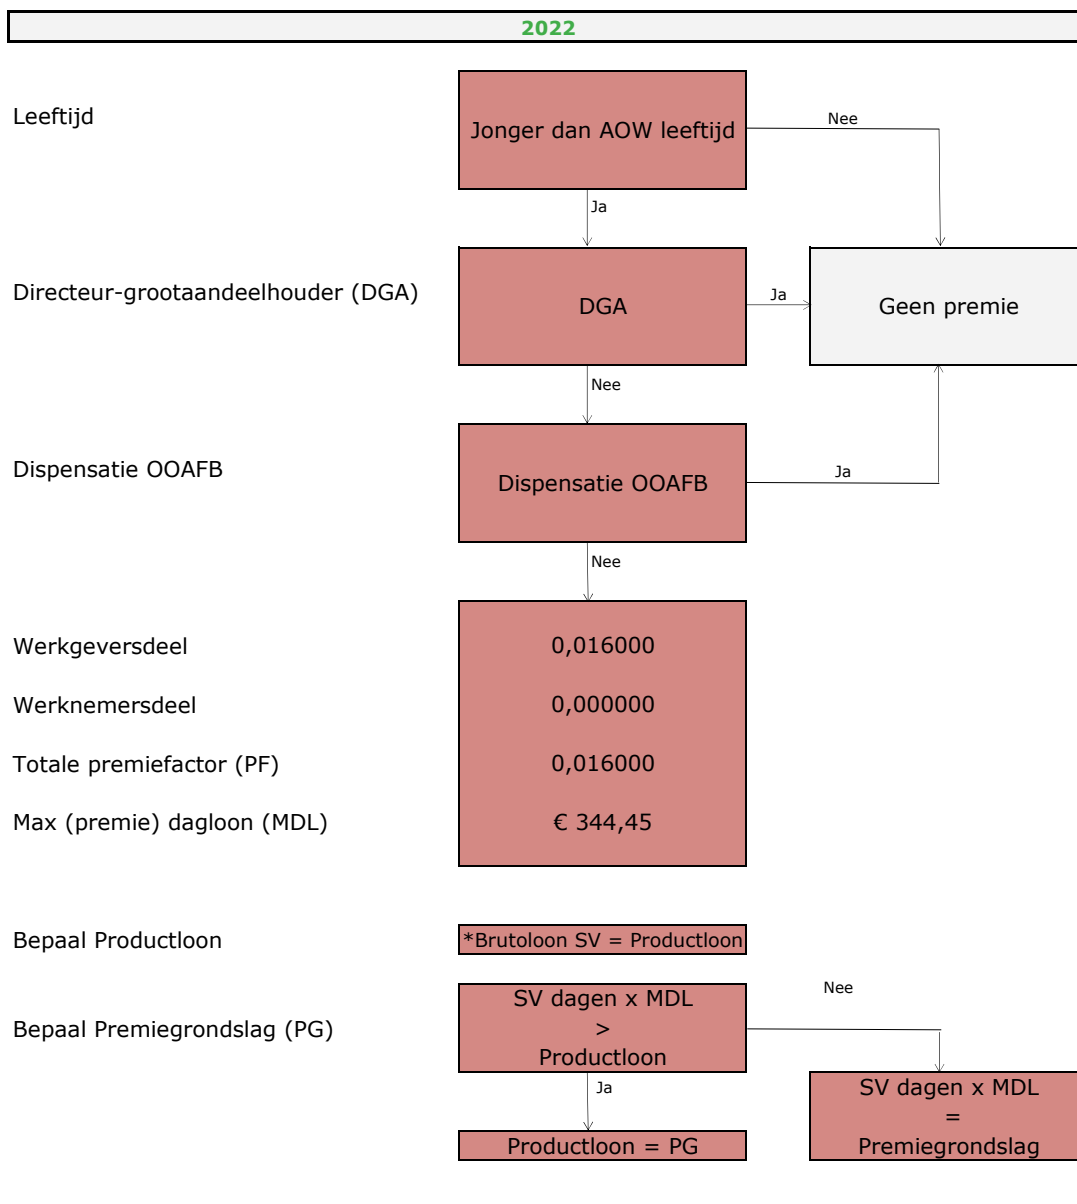 2022
Leeftijd
Jonger dan AOW leeftijd
Nee
Ja
Directeur-grootaandeelhouder (DGA)
DGA
Ja
Geen premie
Nee
Dispensatie OOAFB
Dispensatie OOAFB
Ja
Nee
Werkgeversdeel
0,016000
Werknemersdeel
0,000000
Totale premiefactor (PF)
0,016000
Max (premie) dagloon (MDL)
€ 344,45
Bepaal Productloon
*Brutoloon SV = Productloon
Bepaal Premiegrondslag (PG)
SV dagen x MDL
>
Productloon
Nee
Ja
SV dagen x MDL
=
Premiegrondslag
Productloon = PG